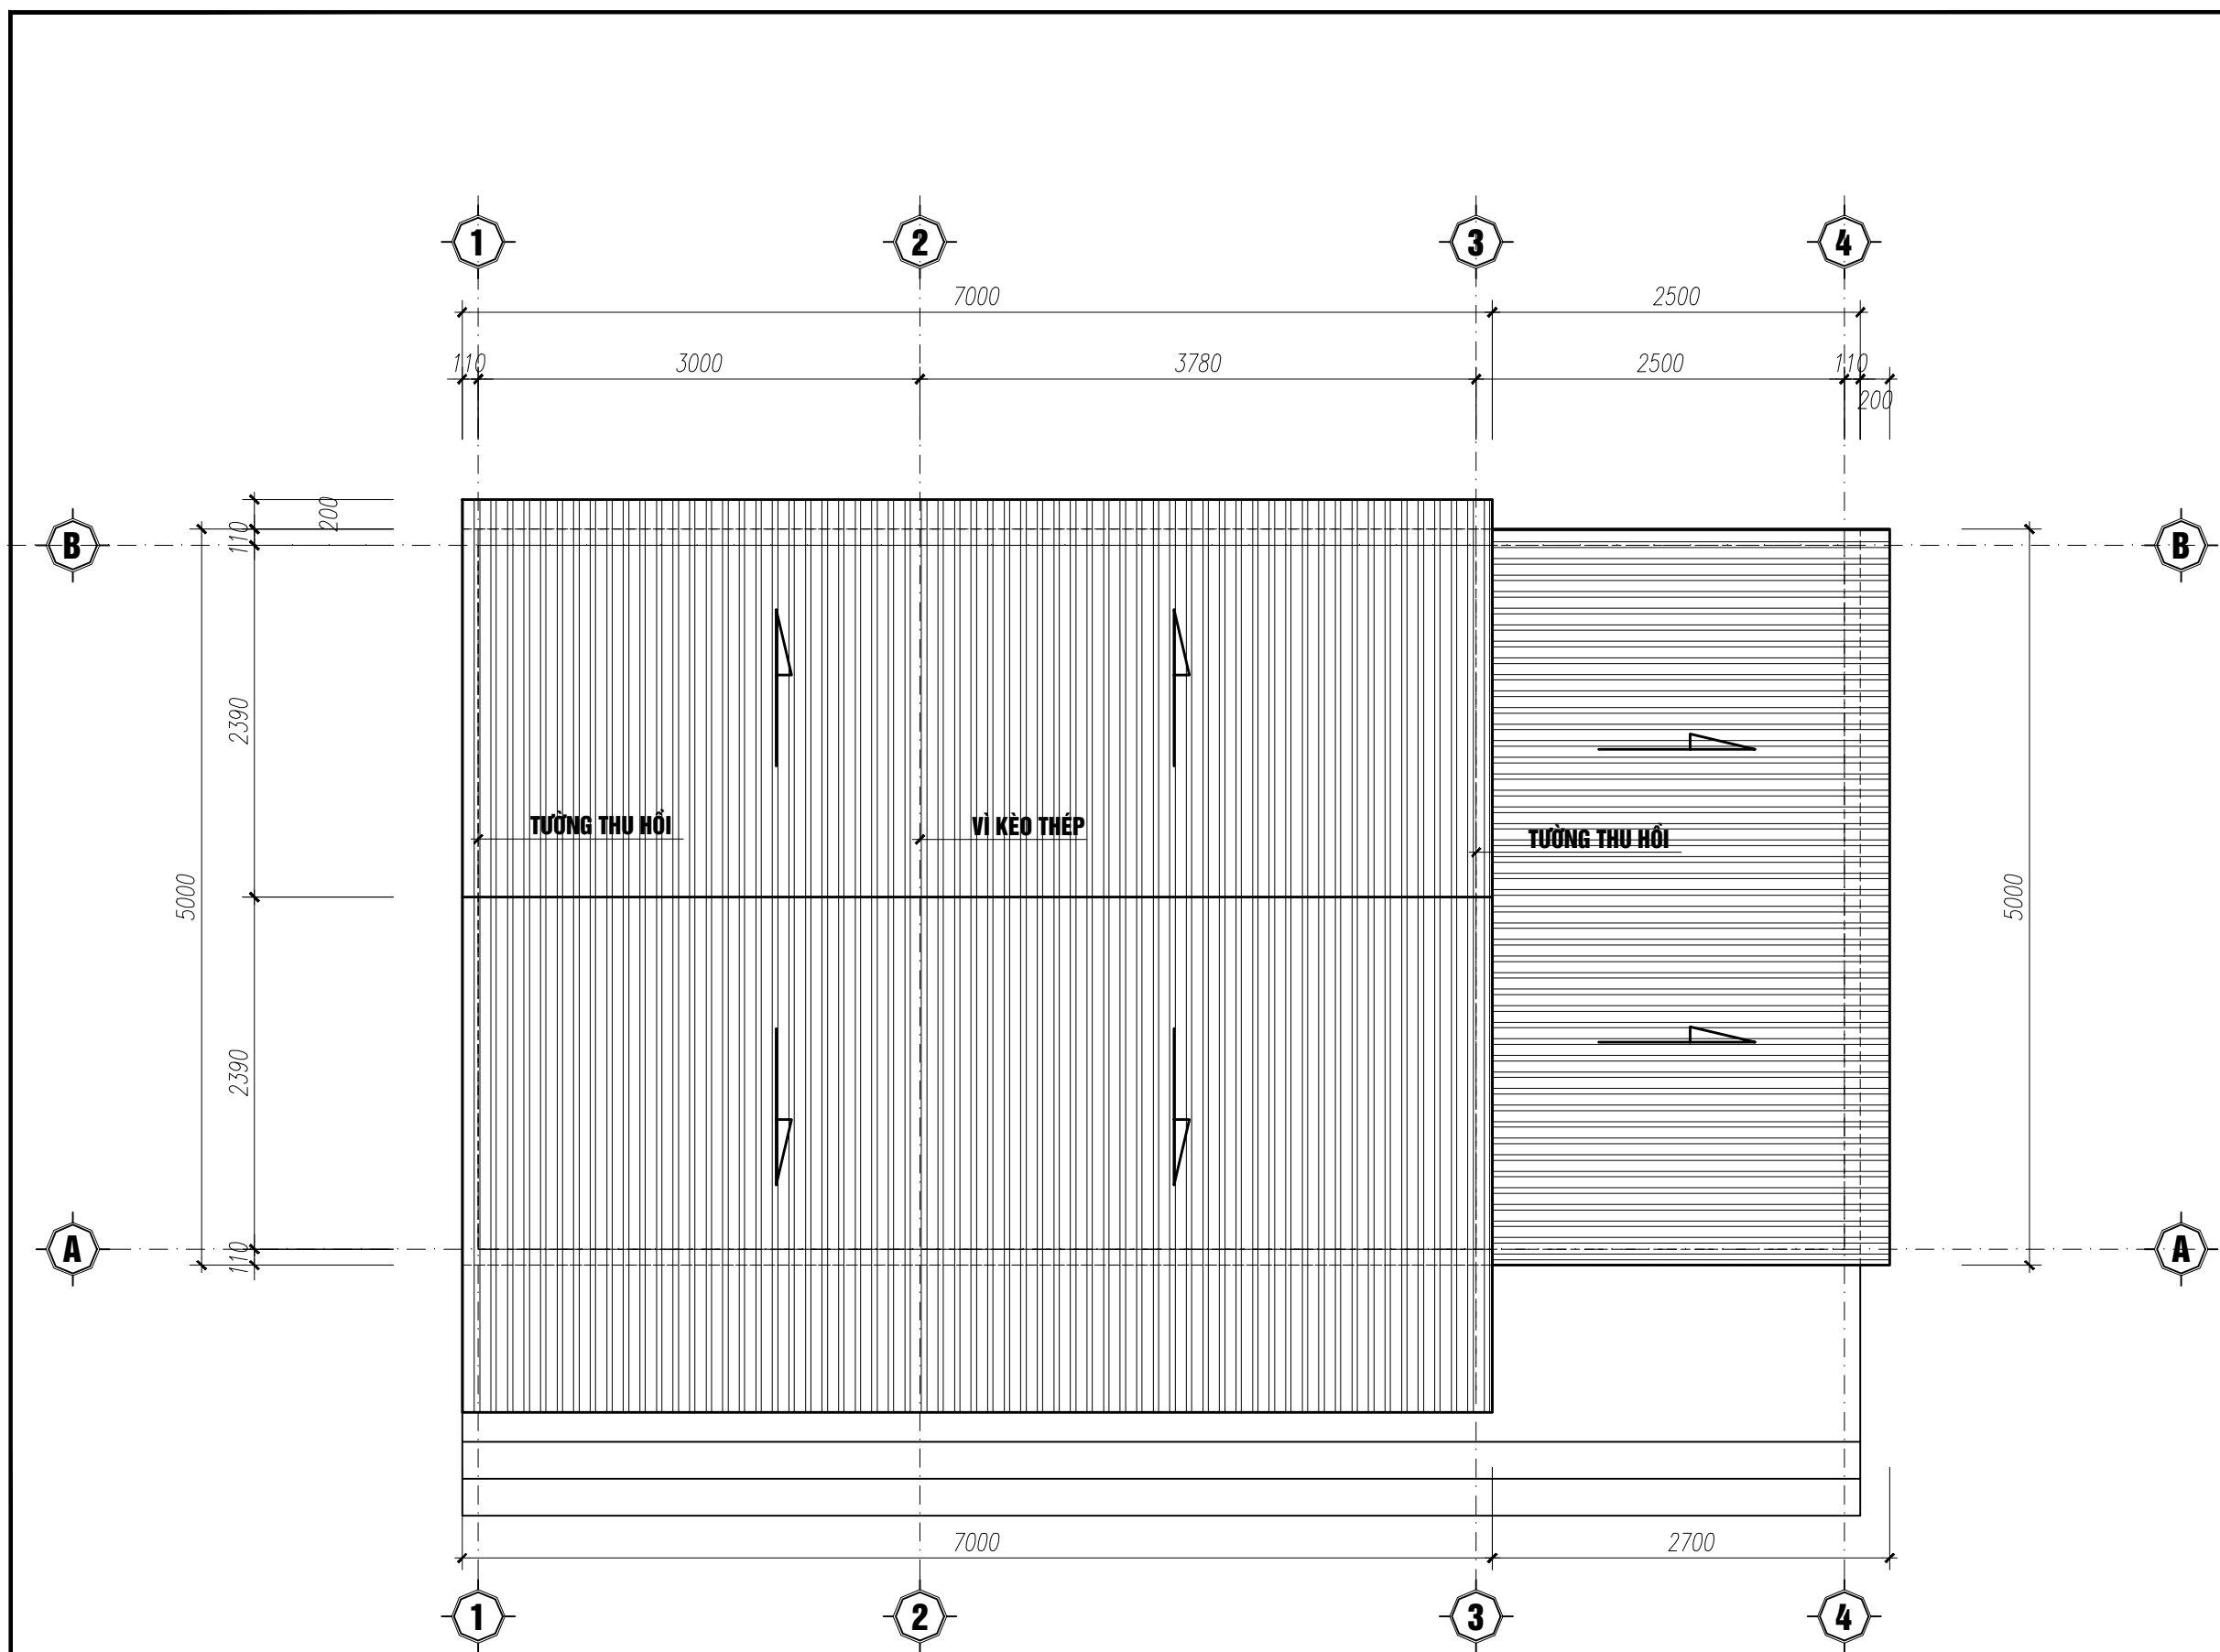 1 2 3 4
7000 2500
110 3000 3780 2500 110
200
200
110
B B
2390
TƯỜNG THU HỒI VÌ KÈO THÉP TƯỜNG THU HỒI
5000 5000
2390
110
A A
7000 2700
1 2 3 4